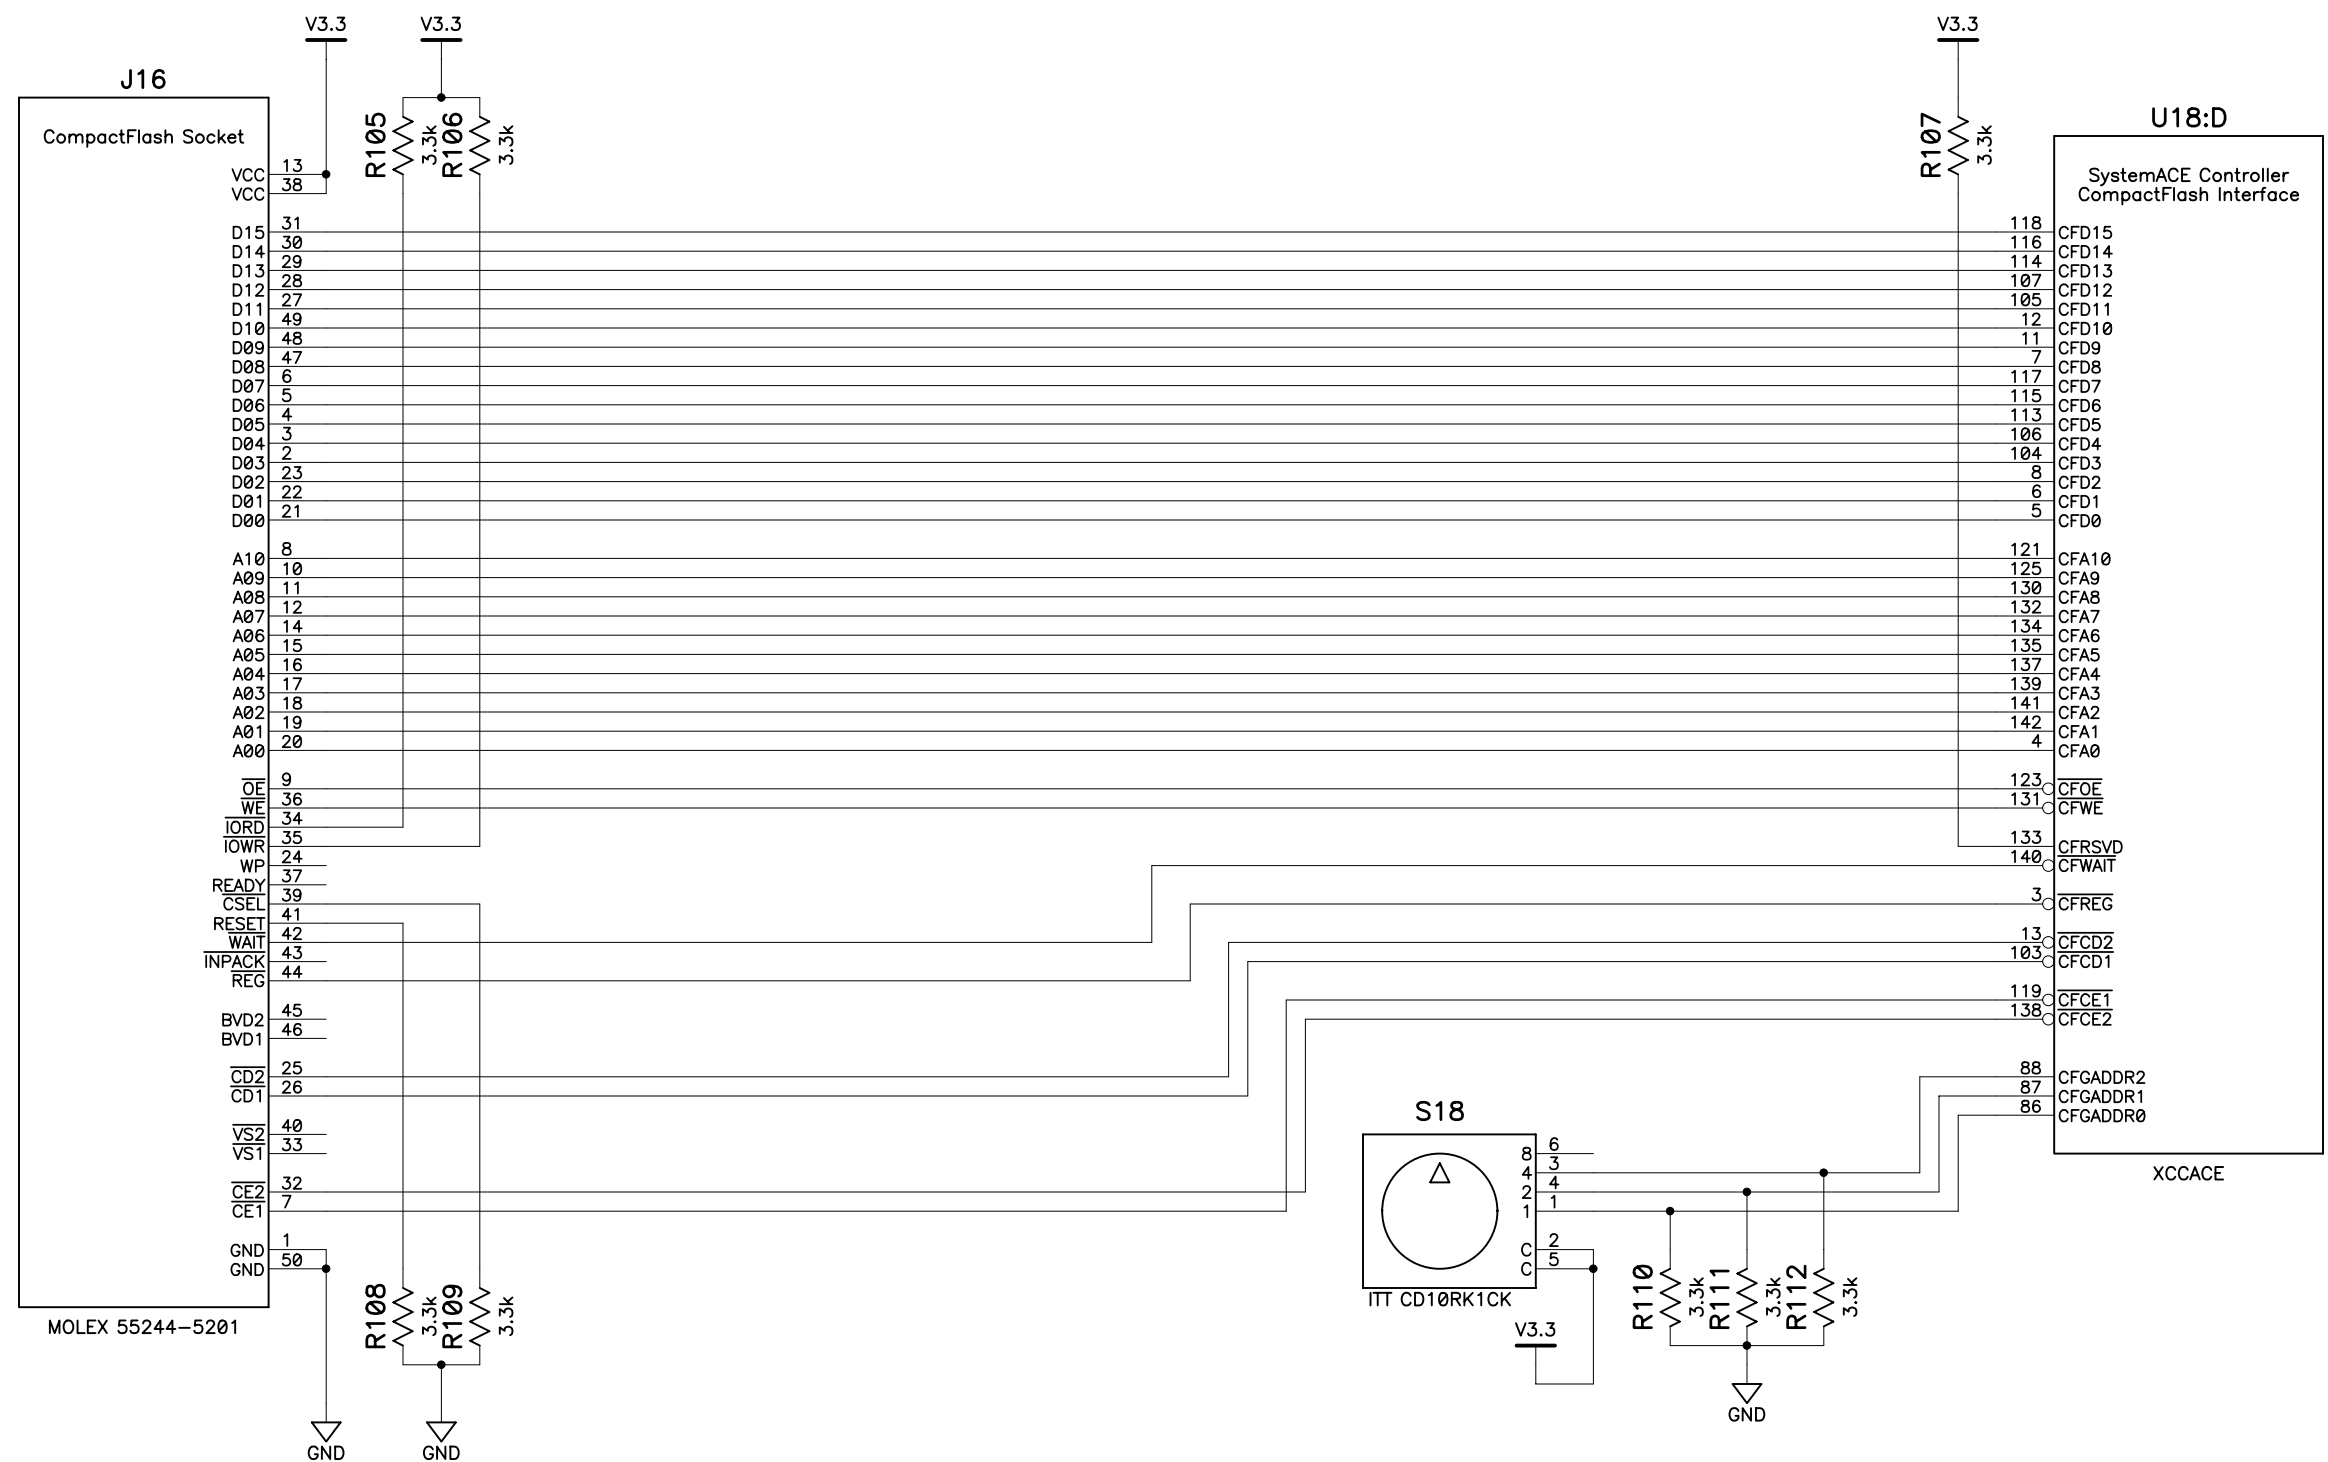 V3.3
V3.3
V3.3
J16
CompactFlash Socket
VCC 13
VCC 38
D15 31
D14 30
D13 29
D12 28
D11 27
D10 49
D09 48
D08 47
D07 6
D06 5
D05 4
D04 3
D03 2
D02 23
D01 22
D00 21
A10 8
A09 10
A08 11
A07 12
A06 14
A05 15
A04 16
A03 17
A02 18
A01 19
A00 20
OE 9
WE 36
IORD 34
IOWR 35
WP 24
READY 37
CSEL 39
RESET 41
WAIT 42
INPACK 43
REG 44
BVD2 45
BVD1 46
CD2 25
CD1 26
VS2 40
VS1 33
CE2 32
CE1 7
GND 1
GND 50
MOLEX 55244-5201
R105 3.3k
R106 3.3k
R108 3.3k
R109 3.3k
GND
GND
R107 3.3k
U18:D
SystemACE Controller
CompactFlash Interface
118 CFD15
116 CFD14
114 CFD13
107 CFD12
105 CFD11
12 CFD10
11 CFD9
7 CFD8
117 CFD7
115 CFD6
113 CFD5
106 CFD4
104 CFD3
8 CFD2
6 CFD1
5 CFD0
121 CFA10
125 CFA9
130 CFA8
132 CFA7
134 CFA6
135 CFA5
137 CFA4
139 CFA3
141 CFA2
142 CFA1
4 CFA0
123 CFOE
131 CFWE
133 CFRSVD
140 CFWAIT
3 CFREG
13 CFCD2
103 CFCD1
119 CFCE1
138 CFCE2
88 CFGADDR2
87 CFGADDR1
86 CFGADDR0
XCCACE
S18
8 6
4 3
2 4
1 1
C 2
C 5
ITT CD10RK1CK
V3.3
R110 3.3k
R111 3.3k
R112 3.3k
GND